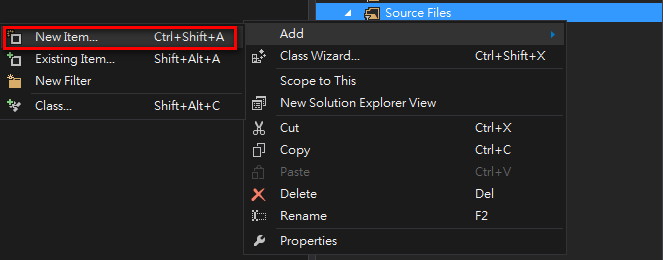 Source Files
New Item... Ctrl+Shift+A
Existing Item... Shift+Alt+A
New Filter
Class... Shift+Alt+C
Add
Class Wizard... Ctrl+Shift+X
Scope to This
New Solution Explorer View
Cut Ctrl+X
Copy Ctrl+C
Paste Ctrl+V
Delete Del
Rename F2
Properties